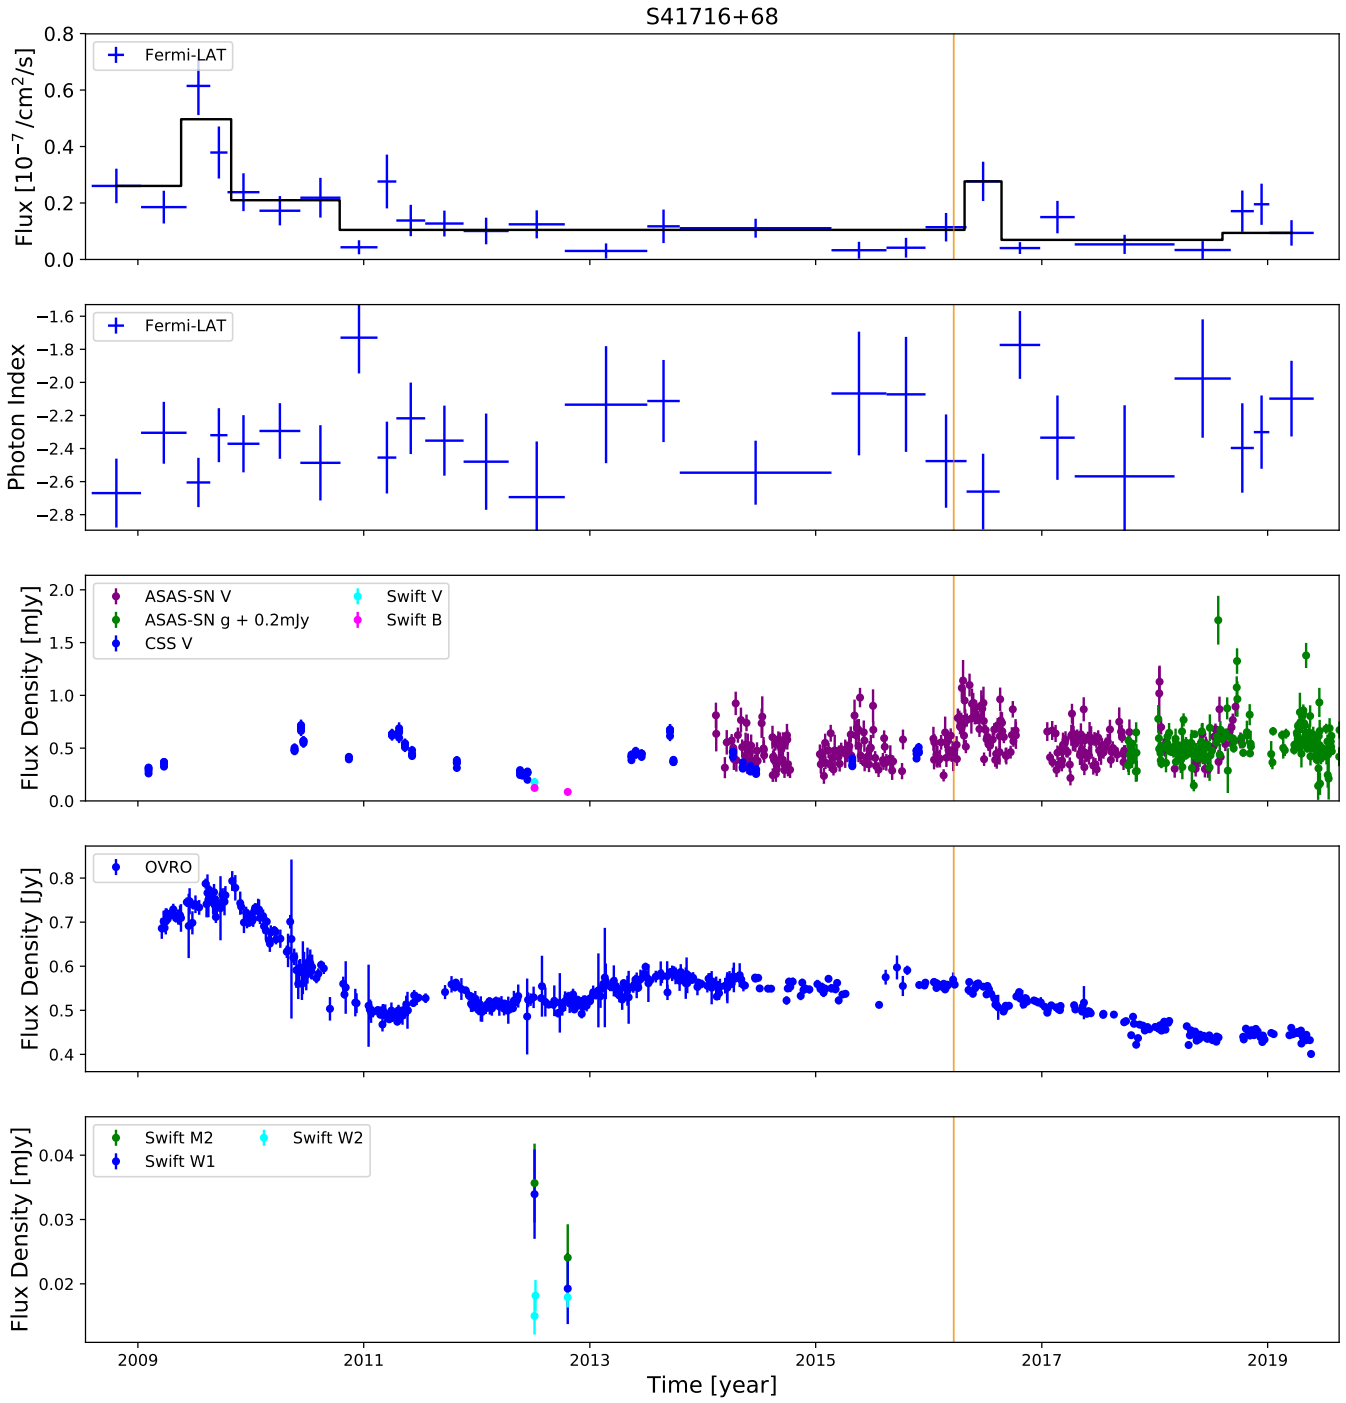 S41716+68
Flux [10⁻⁷/cm²/s]
0.8
0.6
0.4
0.2
0.0
Fermi-LAT
Photon Index
−1.6
−1.8
−2.0
−2.2
−2.4
−2.6
−2.8
Fermi-LAT
Flux Density [mJy]
2.0
1.5
1.0
0.5
0.0
ASAS-SN V
ASAS-SN g + 0.2mJy
CSS V
Swift V
Swift B
Flux Density [Jy]
0.8
0.7
0.6
0.5
0.4
OVRO
Flux Density [mJy]
0.04
0.03
0.02
Swift M2
Swift W1
Swift W2
2009 2011 2013 2015 2017 2019
Time [year]